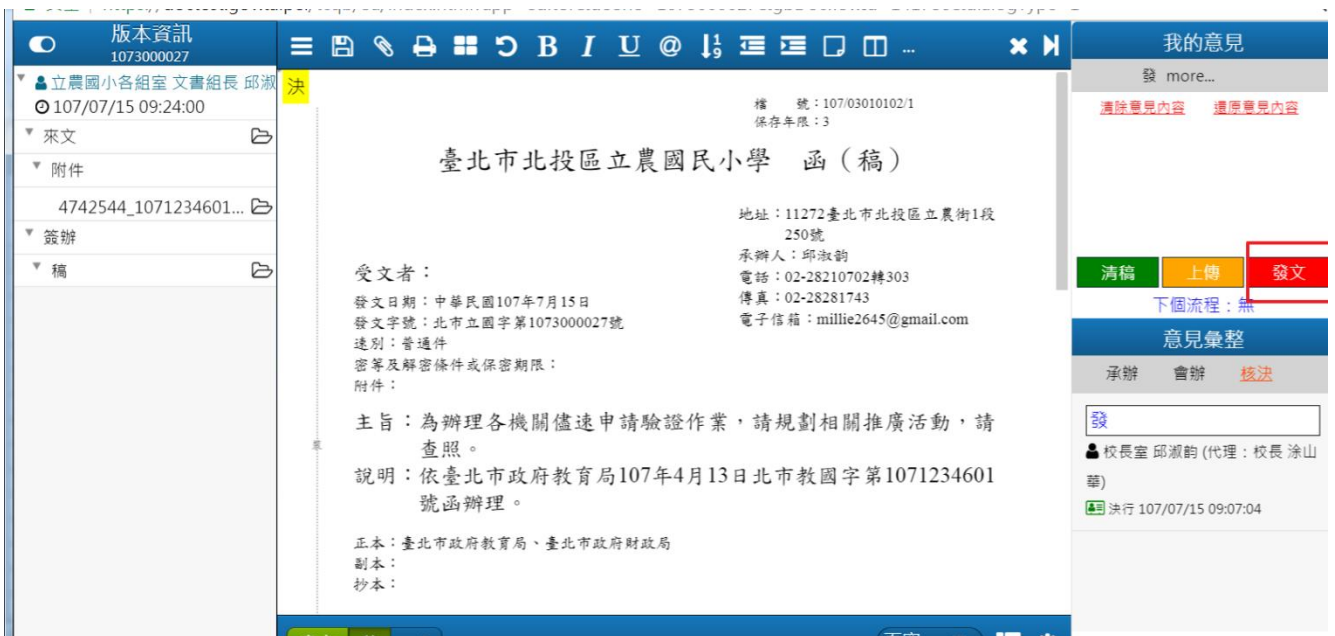 版本資訊
1073000027
立農國小各組室 文書組長 邱淑
107/07/15 09:24:00
來文
附件
4742544_1071234601...
簽辦
稿
B I U @
...
決
檔 號：107/03010102/1
保存年限：3
臺北市北投區立農國民小學 函（稿）
地址：11272臺北市北投區立農街1段
250號
承辦人：邱淑韵
電話：02-28210702轉303
傳真：02-28281743
電子信箱：millie2645@gmail.com
受文者：
發文日期：中華民國107年7月15日
發文字號：北市立國字第1073000027號
速別：普通件
密等及解密條件或保密期限：
附件：
主旨：為辦理各機關儘速申請驗證作業，請規劃相關推廣活動，請
查照。
說明：依臺北市政府教育局107年4月13日北市教國字第1071234601
號函辦理。
正本：臺北市政府教育局、臺北市政府財政局
副本：
抄本：
我的意見
發 more...
清除意見內容 還原意見內容
清稿 上傳 發文
下個流程：無
意見彙整
承辦 會辦 核決
發
校長室 邱淑韵 (代理：校長 涂山
華)
決行 107/07/15 09:07:04